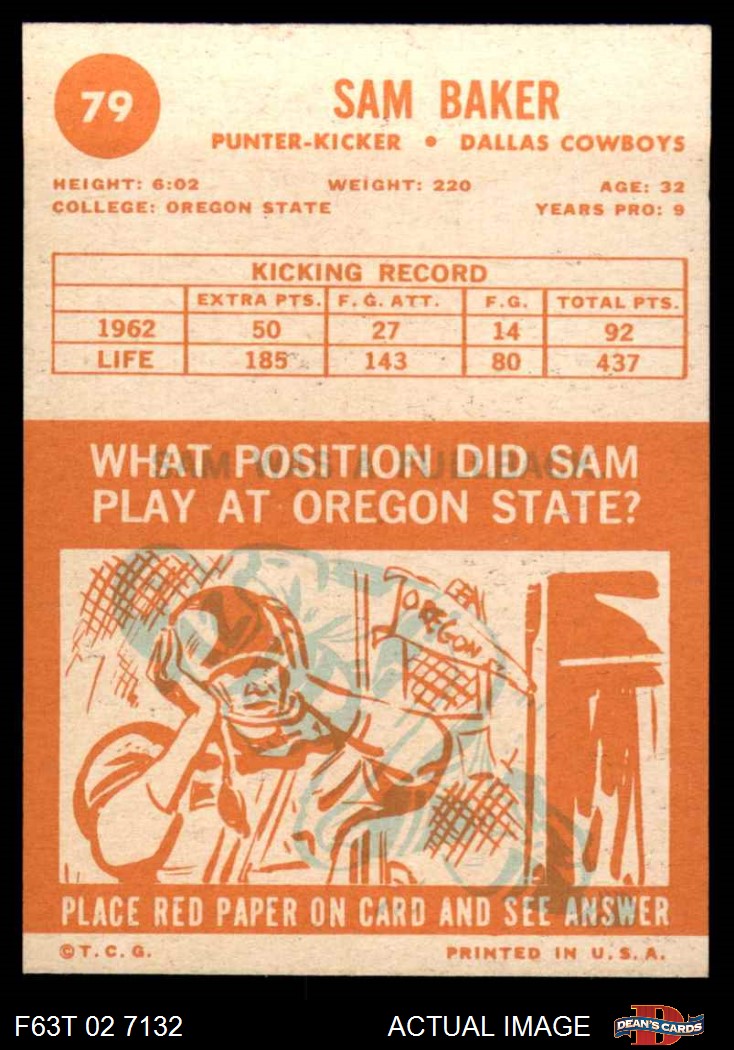 79
SAM BAKER
PUNTER-KICKER • DALLAS COWBOYS
HEIGHT: 6:02 WEIGHT: 220 AGE: 32
COLLEGE: OREGON STATE YEARS PRO: 9
KICKING RECORD
EXTRA PTS. F.G. ATT. F.G. TOTAL PTS.
1962 50 27 14 92
LIFE 185 143 80 437
SAM WAS A FULLBACK
WHAT POSITION DID SAM
PLAY AT OREGON STATE?
OREGON
PLACE RED PAPER ON CARD AND SEE ANSWER
©T.C.G. PRINTED IN U.S.A.
F63T 02 7132 ACTUAL IMAGE
D
DEAN'S CARDS